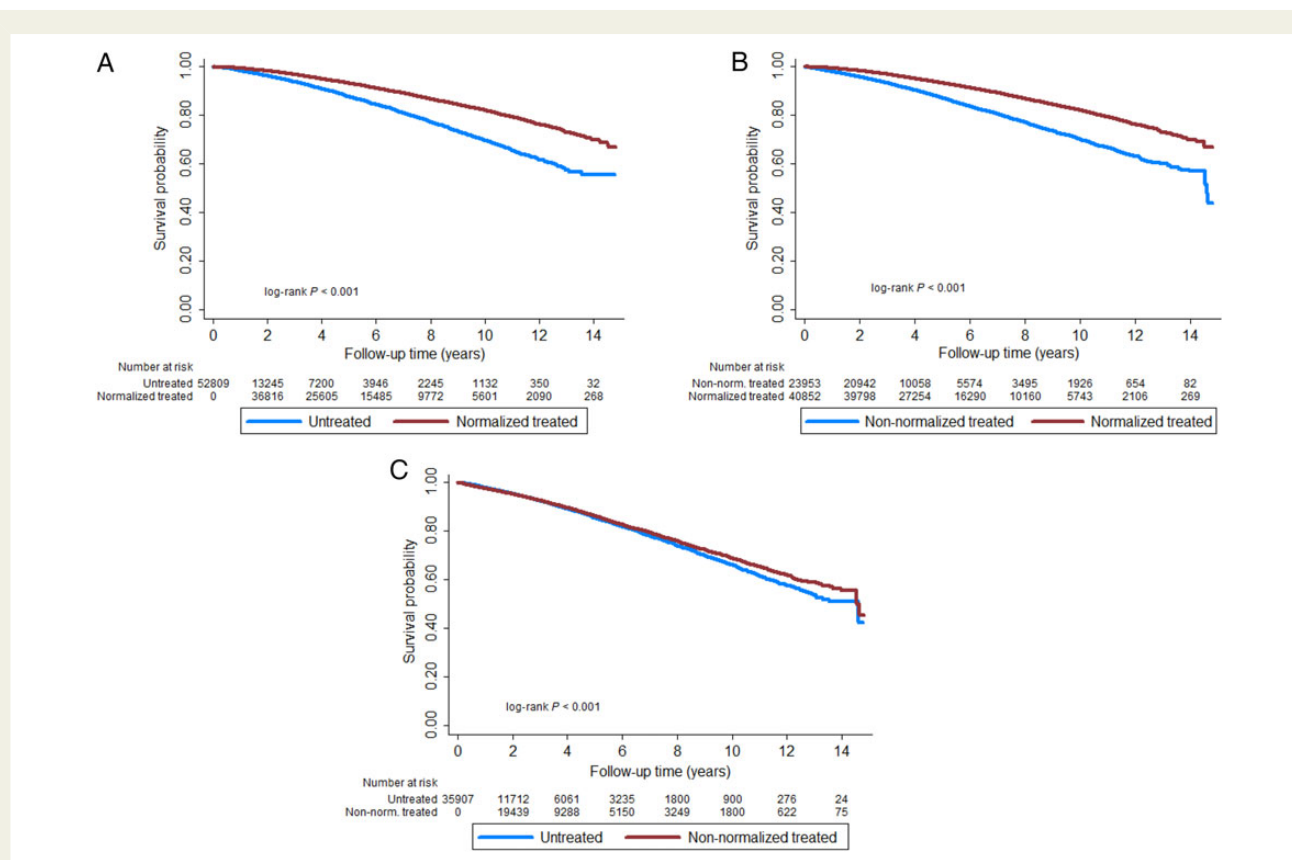 A
Survival probability
1.00
0.80
0.60
0.40
0.20
0.00
log-rank P < 0.001
0 2 4 6 8 10 12 14
Follow-up time (years)
Number at risk
Untreated 52809 13245 7200 3946 2245 1132 350 32
Normalized treated 0 36816 25605 15485 9772 5601 2090 268
Untreated Normalized treated
B
Survival probability
1.00
0.80
0.60
0.40
0.20
0.00
log-rank P < 0.001
0 2 4 6 8 10 12 14
Follow-up time (years)
Number at risk
Non-norm. treated 23953 20942 10058 5574 3495 1926 654 82
Normalized treated 40852 39798 27254 16290 10160 5743 2106 269
Non-normalized treated Normalized treated
C
Survival probability
1.00
0.80
0.60
0.40
0.20
0.00
log-rank P < 0.001
0 2 4 6 8 10 12 14
Follow-up time (years)
Number at risk
Untreated 35907 11712 6061 3235 1800 900 276 24
Non-norm. treated 0 19439 9288 5150 3249 1800 622 75
Untreated Non-normalized treated